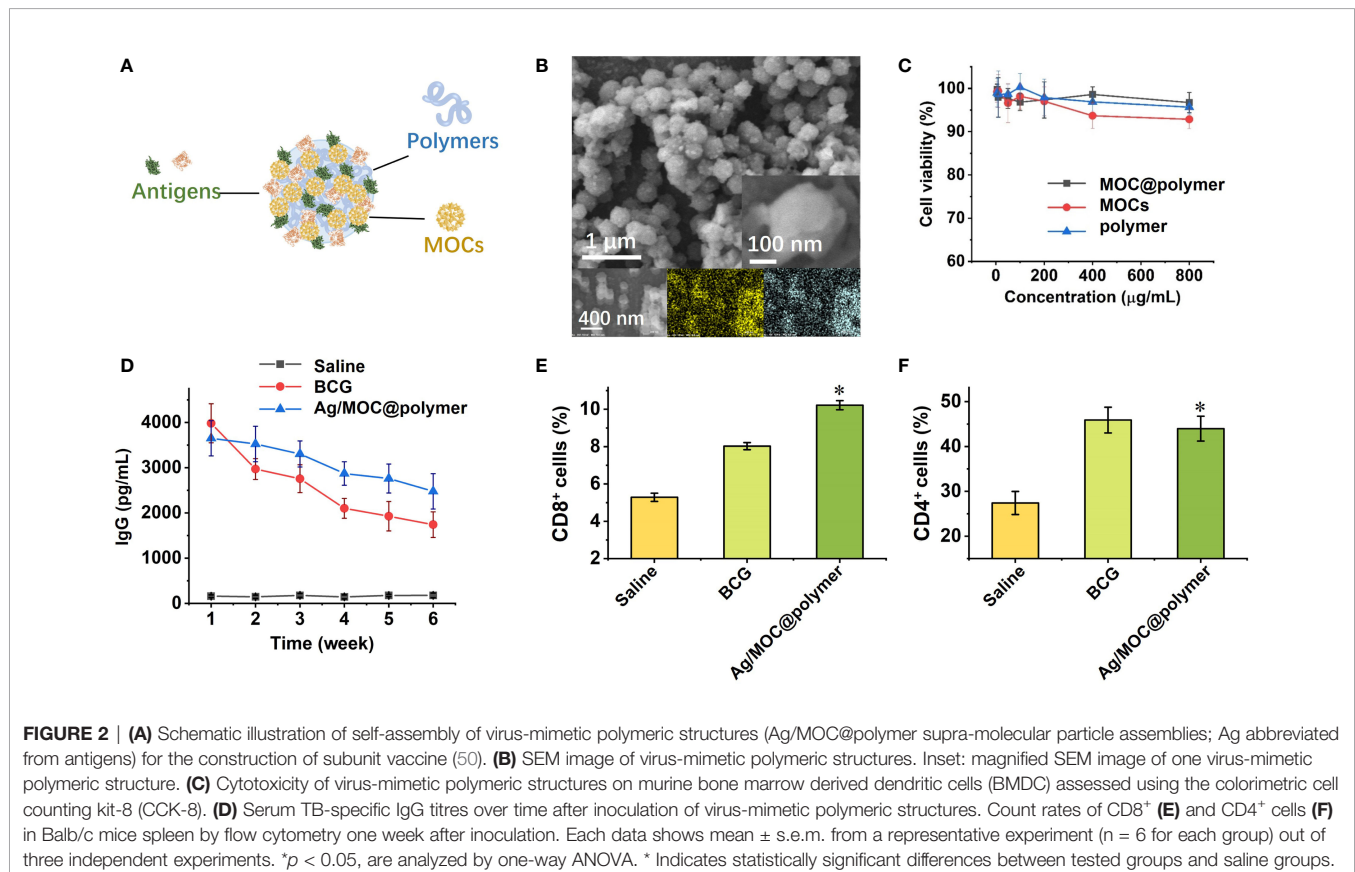 A
Antigens
Polymers
MOCs
B
1 μm
100 nm
400 nm
C
Cell viability (%)
100
90
80
70
60
MOC@polymer
MOCs
polymer
0 200 400 600 800
Concentration (μg/mL)
D
Saline
BCG
Ag/MOC@polymer
IgG (pg/mL)
4000
3000
2000
1000
0
1 2 3 4 5 6
Time (week)
E
CD8⁺ cellls (%)
10
8
6
4
2
*
Saline
BCG
Ag/MOC@polymer
F
CD4⁺ cellls (%)
50
40
30
20
*
Saline
BCG
Ag/MOC@polymer
FIGURE 2 | (A) Schematic illustration of self-assembly of virus-mimetic polymeric structures (Ag/MOC@polymer supra-molecular particle assemblies; Ag abbreviated
from antigens) for the construction of subunit vaccine (50). (B) SEM image of virus-mimetic polymeric structures. Inset: magnified SEM image of one virus-mimetic
polymeric structure. (C) Cytotoxicity of virus-mimetic polymeric structures on murine bone marrow derived dendritic cells (BMDC) assessed using the colorimetric cell
counting kit-8 (CCK-8). (D) Serum TB-specific IgG titres over time after inoculation of virus-mimetic polymeric structures. Count rates of CD8⁺ (E) and CD4⁺ cells (F)
in Balb/c mice spleen by flow cytometry one week after inoculation. Each data shows mean ± s.e.m. from a representative experiment (n = 6 for each group) out of
three independent experiments. *p < 0.05, are analyzed by one-way ANOVA. * Indicates statistically significant differences between tested groups and saline groups.